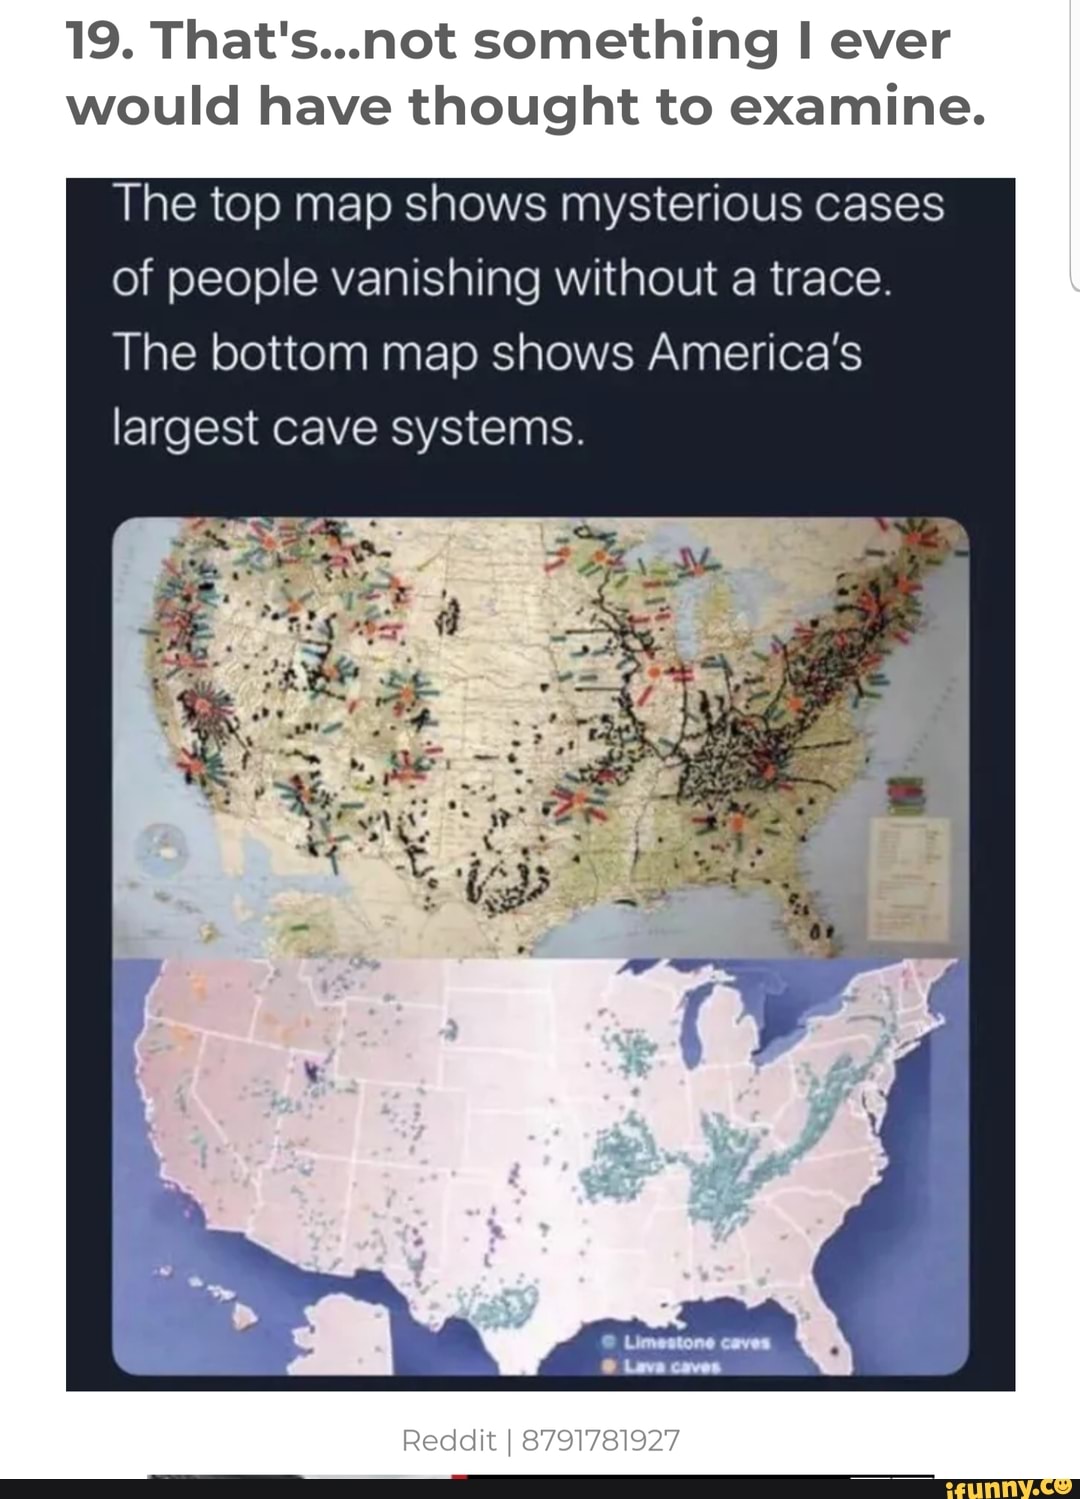 19. That's...not something I ever
would have thought to examine.
The top map shows mysterious cases
of people vanishing without a trace.
The bottom map shows America's
largest cave systems.
Limestone caves
Lava caves
Reddit | 8791781927
ifunny.co